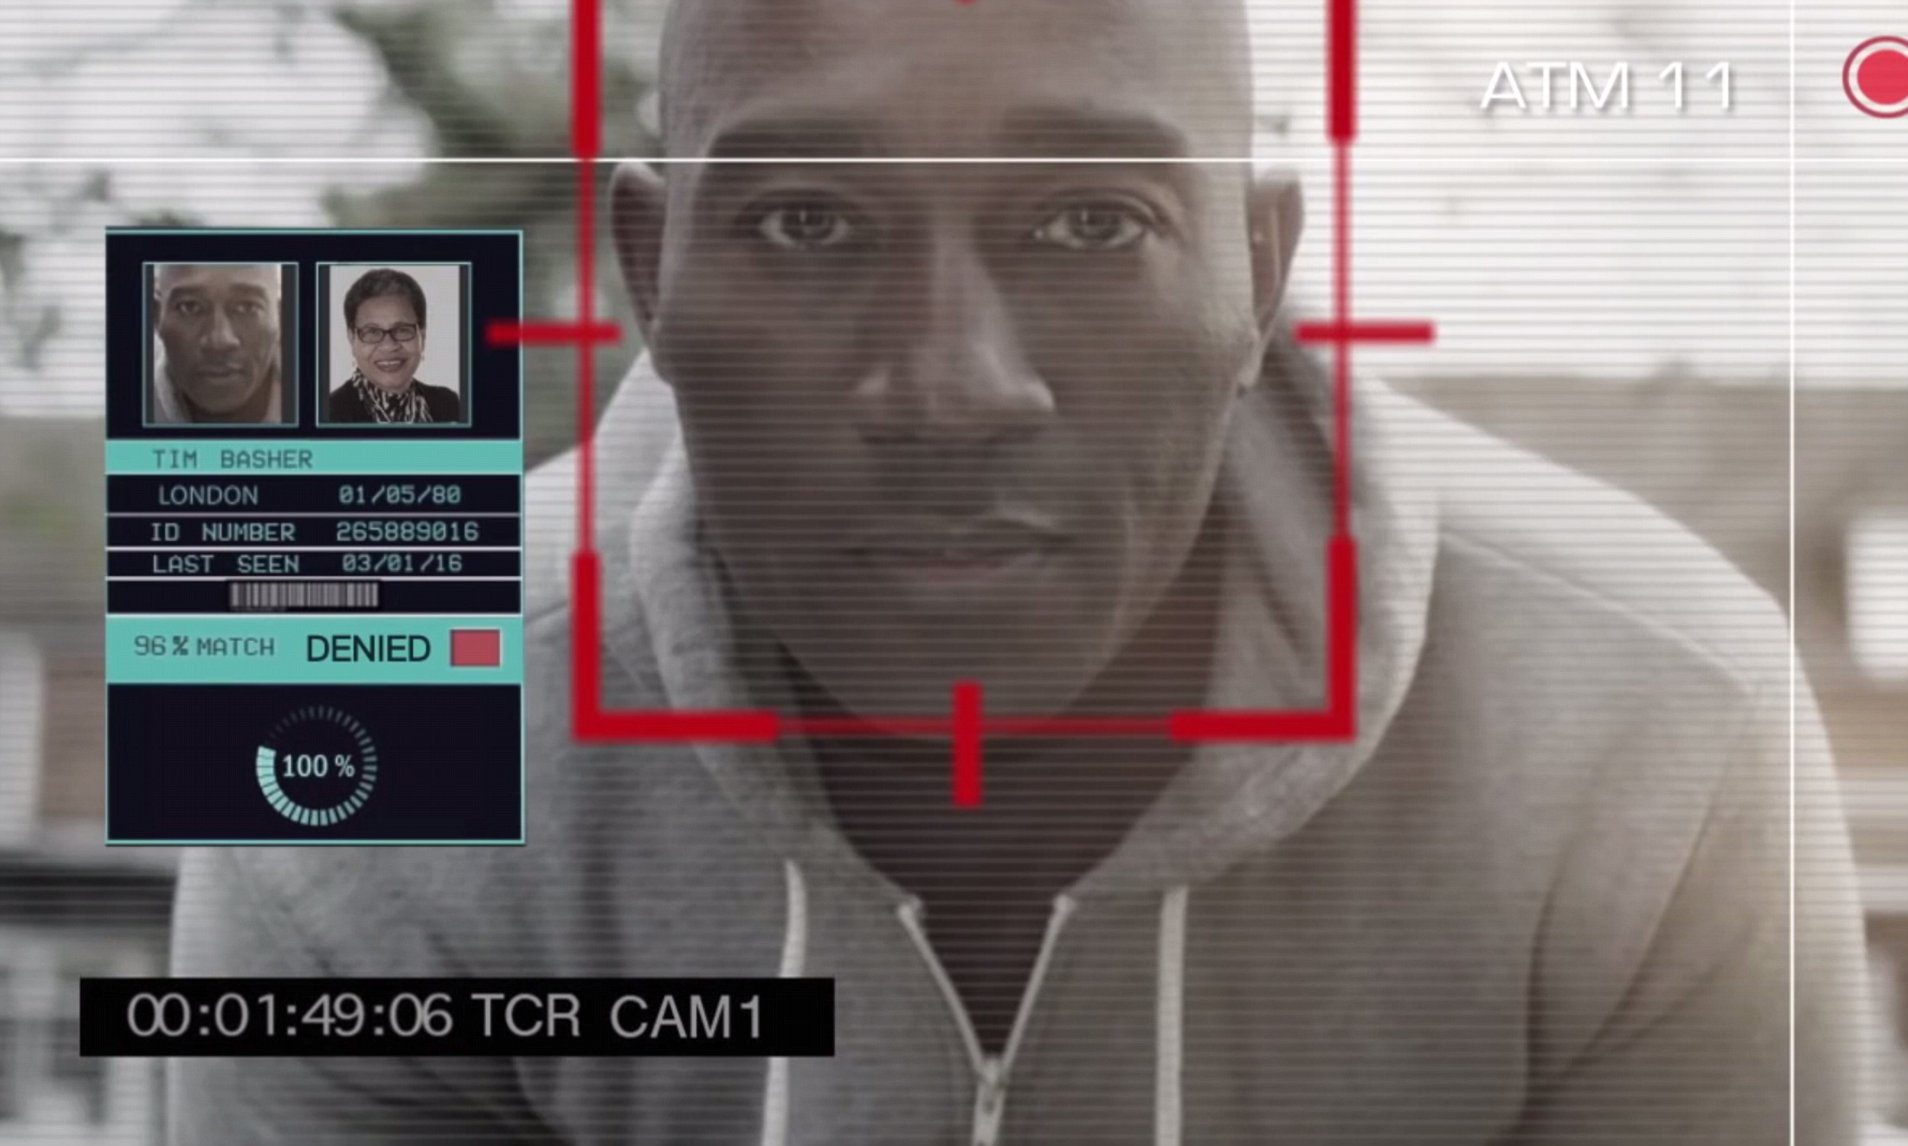 ATM 11
TIM BASHER
LONDON 01/05/80
ID NUMBER 265889016
LAST SEEN 03/01/16
96% MATCH DENIED
100 %
00:01:49:06 TCR CAM1